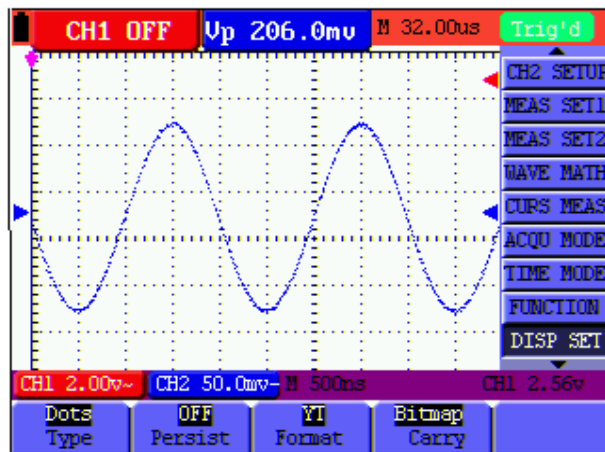 CH1 OFF Vp 206.0mv M 32.00us Trig'd
CH2 SETUP
MEAS SET1
MEAS SET2
WAVE MATH
CURS MEAS
ACQU MODE
TIME MODE
FUNCTION
DISP SET
CH1 2.00v~ CH2 50.0mv- M 500ns CH1 2.56v
Dots OFF YT Bitmap
Type Persist Format Carry